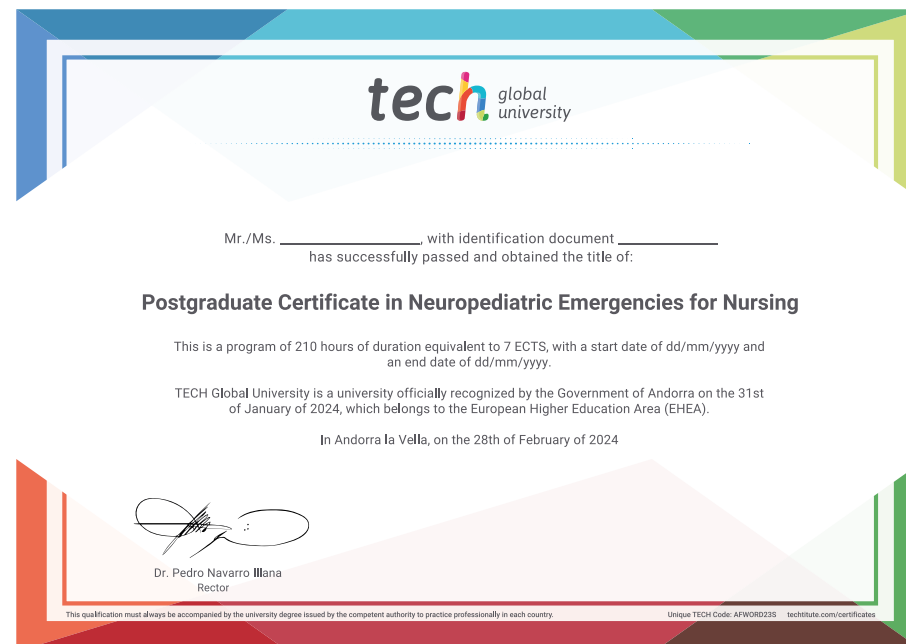 tech global university
Mr./Ms. ____________________, with identification document ______________
has successfully passed and obtained the title of:
Postgraduate Certificate in Neuropediatric Emergencies for Nursing
This is a program of 210 hours of duration equivalent to 7 ECTS, with a start date of dd/mm/yyyy and
an end date of dd/mm/yyyy.
TECH Global University is a university officially recognized by the Government of Andorra on the 31st
of January of 2024, which belongs to the European Higher Education Area (EHEA).
In Andorra la Vella, on the 28th of February of 2024
Dr. Pedro Navarro Illana
Rector
This qualification must always be accompanied by the university degree issued by the competent authority to practice professionally in each country. Unique TECH Code: AFWORD23S techtitute.com/certificates